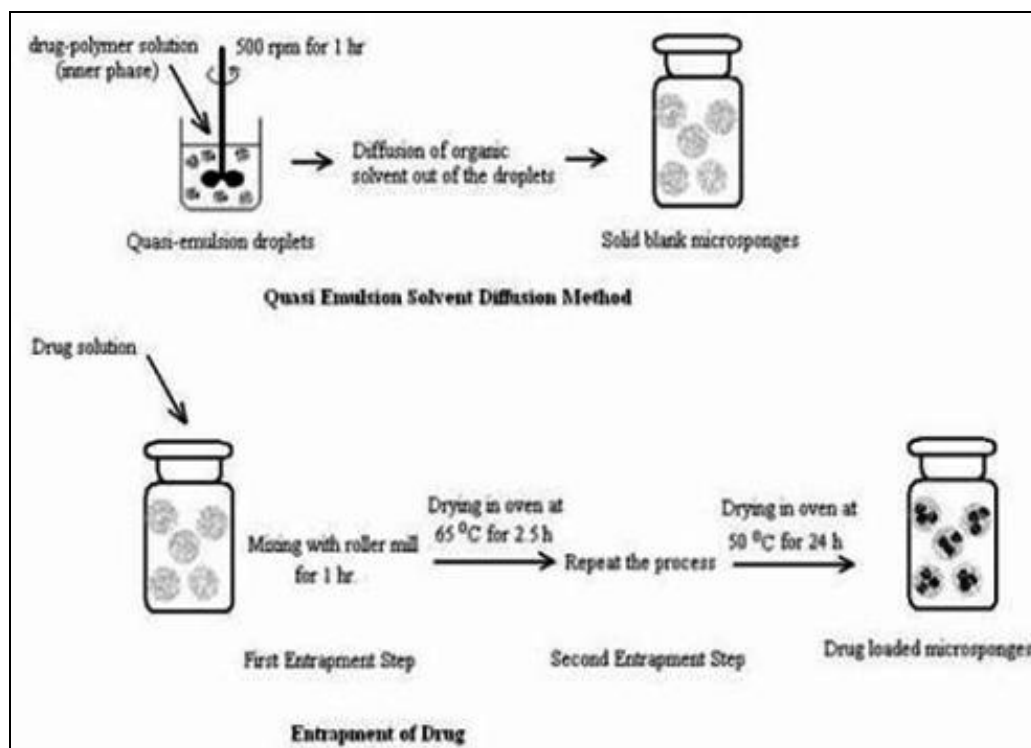 drug-polymer solution
(inner phase)
500 rpm for 1 hr
Diffusion of organic
solvent out of the droplets
Quasi-emulsion droplets
Solid blank microsponges
Quasi Emulsion Solvent Diffusion Method
Drug solution
Mixing with roller mill
for 1 hr.
Drying in oven at
65 ⁰C for 2.5 h
Repeat the process
Drying in oven at
50 ⁰C for 24 h
First Entrapment Step
Second Entrapment Step
Drug loaded microsponges
Entrapment of Drug